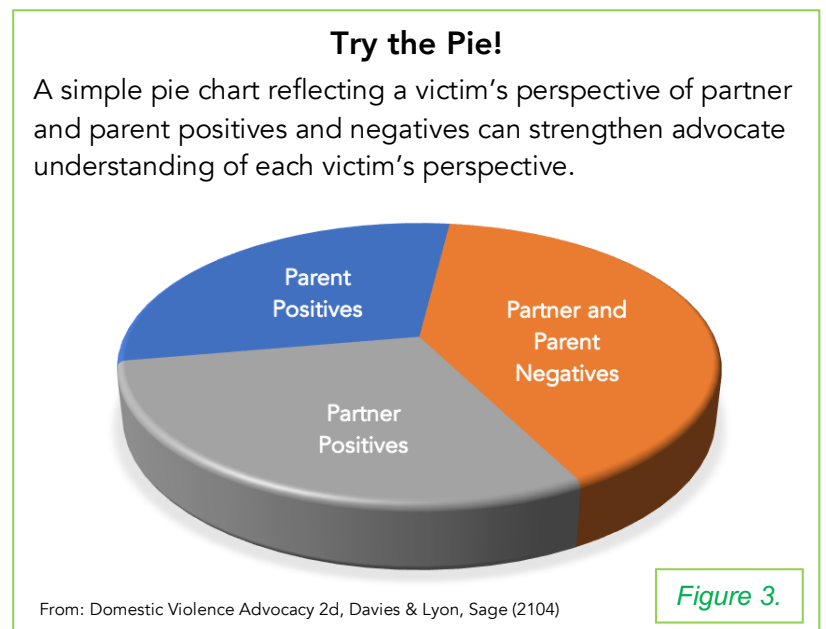 Try the Pie!
A simple pie chart reflecting a victim's perspective of partner
and parent positives and negatives can strengthen advocate
understanding of each victim's perspective.
Parent
Positives
Partner and
Parent
Negatives
Partner
Positives
From: Domestic Violence Advocacy 2d, Davies & Lyon, Sage (2104)
Figure 3.